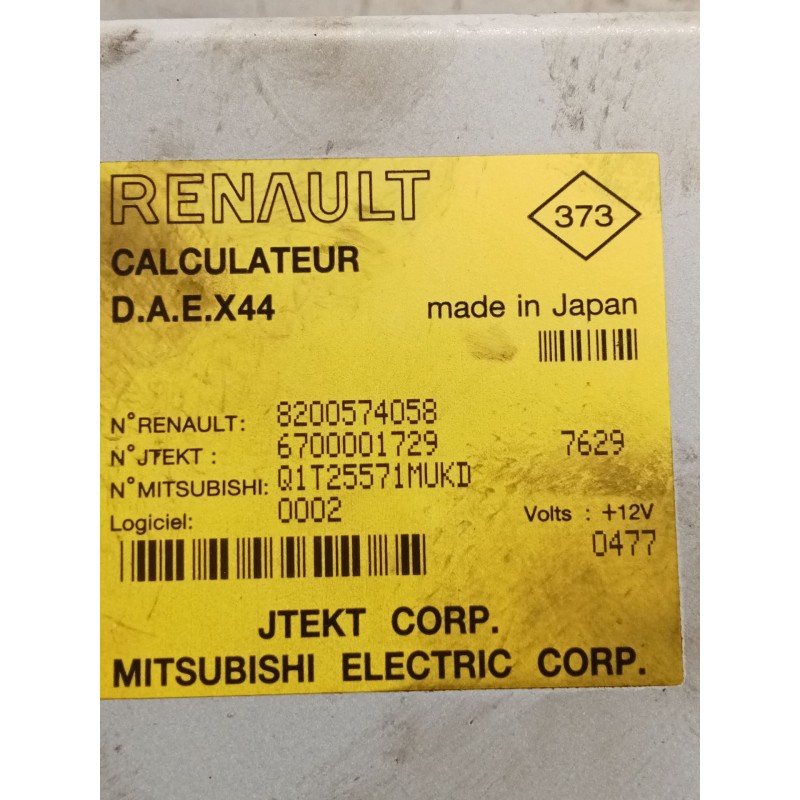 RENAULT
373
CALCULATEUR
D.A.E.X44
made in Japan
N° RENAULT: 8200574058
N° JTEKT : 6700001729 7629
N° MITSUBISHI: Q1T25571MUKD
Logiciel: 0002 Volts : +12V
0477
JTEKT CORP.
MITSUBISHI ELECTRIC CORP.